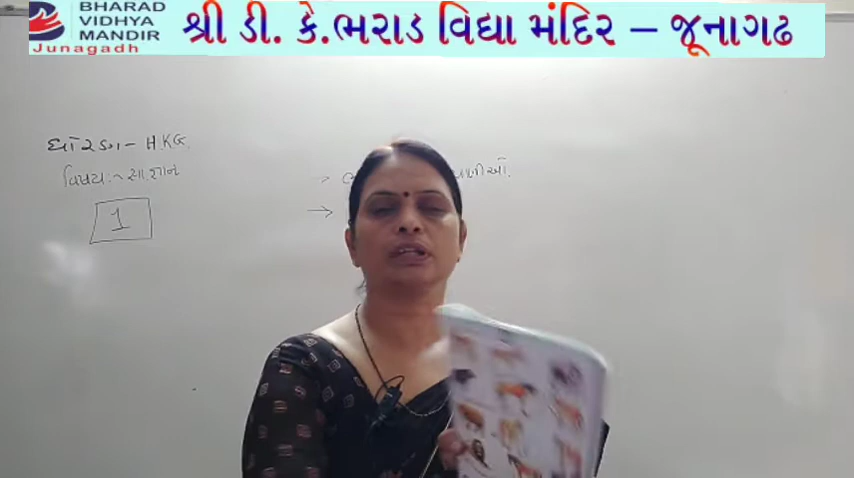 BHARAD
VIDHYA
MANDIR
Junagadh
શ્રી ડી. કે.ભરાડ વિદ્યા મંદિર – જૂનાગઢ
ધોરણ - HKG.
વિષય :- સા.જ્ઞાન
1